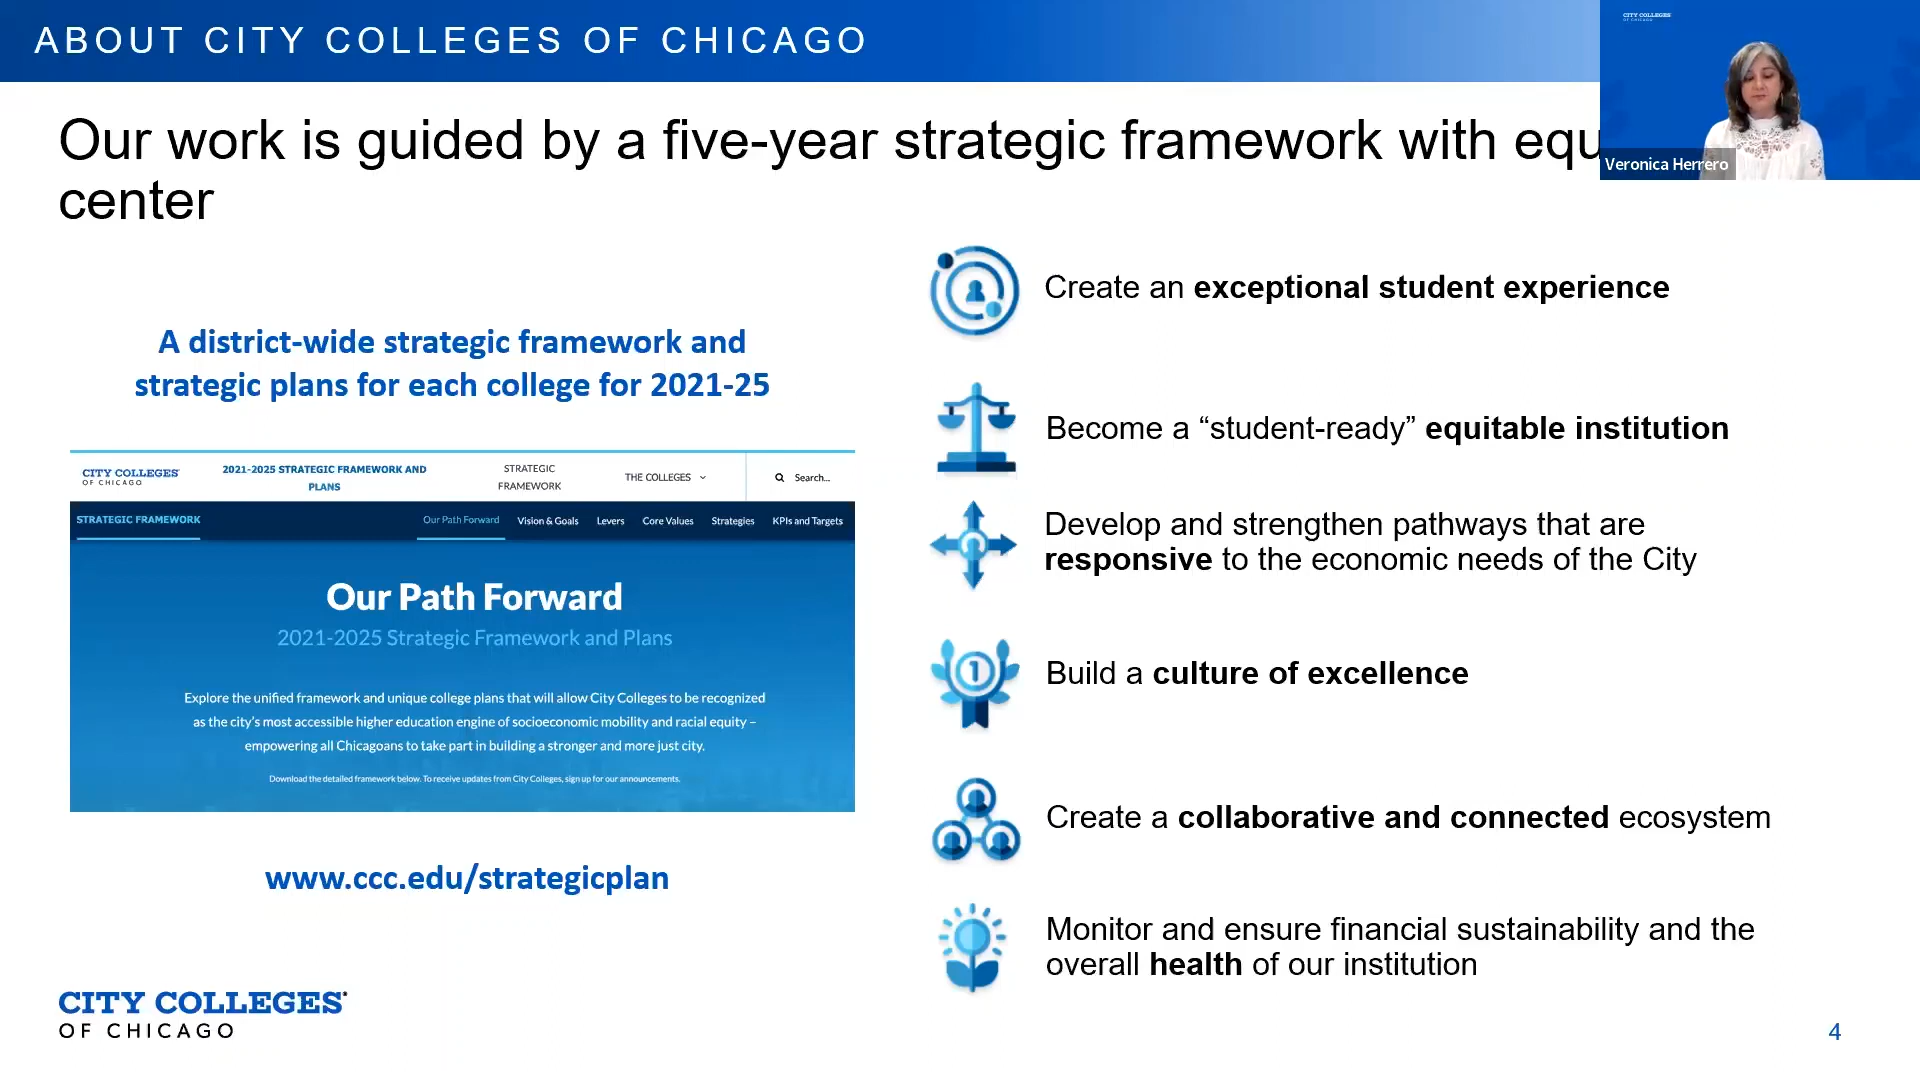 ABOUT CITY COLLEGES OF CHICAGO
CITY COLLEGES
OF CHICAGO
Veronica Herrero
Our work is guided by a five-year strategic framework with equ
center
A district-wide strategic framework and
strategic plans for each college for 2021-25
CITY COLLEGES
OF CHICAGO
2021-2025 STRATEGIC FRAMEWORK AND
PLANS
STRATEGIC
FRAMEWORK
THE COLLEGES
Search...
STRATEGIC FRAMEWORK
Our Path Forward
Vision & Goals
Levers
Core Values
Strategies
KPIs and Targets
Our Path Forward
2021-2025 Strategic Framework and Plans
Explore the unified framework and unique college plans that will allow City Colleges to be recognized
as the city's most accessible higher education engine of socioeconomic mobility and racial equity –
empowering all Chicagoans to take part in building a stronger and more just city.
Download the detailed framework below. To receive updates from City Colleges, sign up for our announcements.
www.ccc.edu/strategicplan
Create an exceptional student experience
Become a “student-ready” equitable institution
Develop and strengthen pathways that are
responsive to the economic needs of the City
1
Build a culture of excellence
Create a collaborative and connected ecosystem
Monitor and ensure financial sustainability and the
overall health of our institution
CITY COLLEGES
OF CHICAGO
4